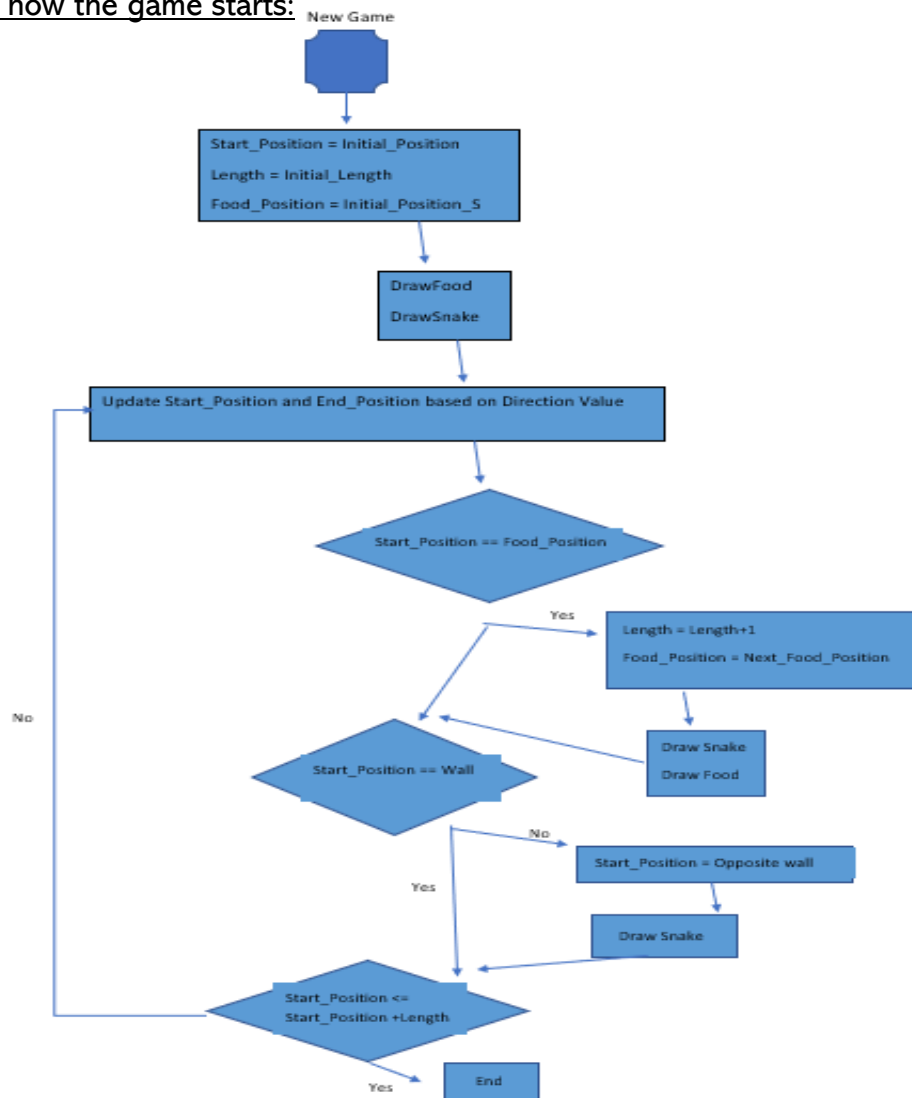 how the game starts:
New Game
Start_Position = Initial_Position
Length = Initial_Length
Food_Position = Initial_Position_S
DrawFood
DrawSnake
Update Start_Position and End_Position based on Direction Value
Start_Position == Food_Position
Yes
Length = Length+1
Food_Position = Next_Food_Position
No
Draw Snake
Draw Food
Start_Position == Wall
No
Start_Position = Opposite wall
Yes
Draw Snake
Start_Position <=
Start_Position +Length
Yes
End